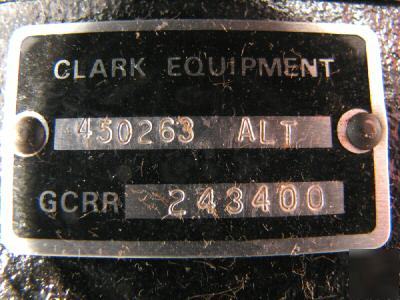 CLARK EQUIPMENT
450263 ALT
GCRR 243400